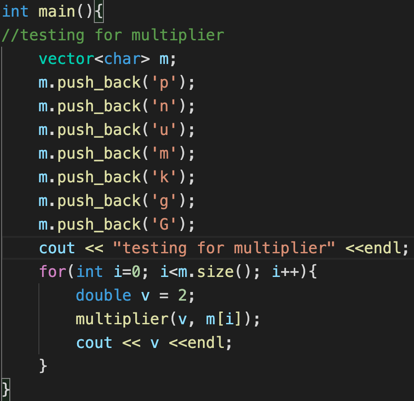 int main(){
//testing for multiplier
    vector<char> m;
    m.push_back('p');
    m.push_back('n');
    m.push_back('u');
    m.push_back('m');
    m.push_back('k');
    m.push_back('g');
    m.push_back('G');
    cout << "testing for multiplier" <<endl;
    for(int i=0; i<m.size(); i++){
        double v = 2;
        multiplier(v, m[i]);
        cout << v <<endl;
    }
}